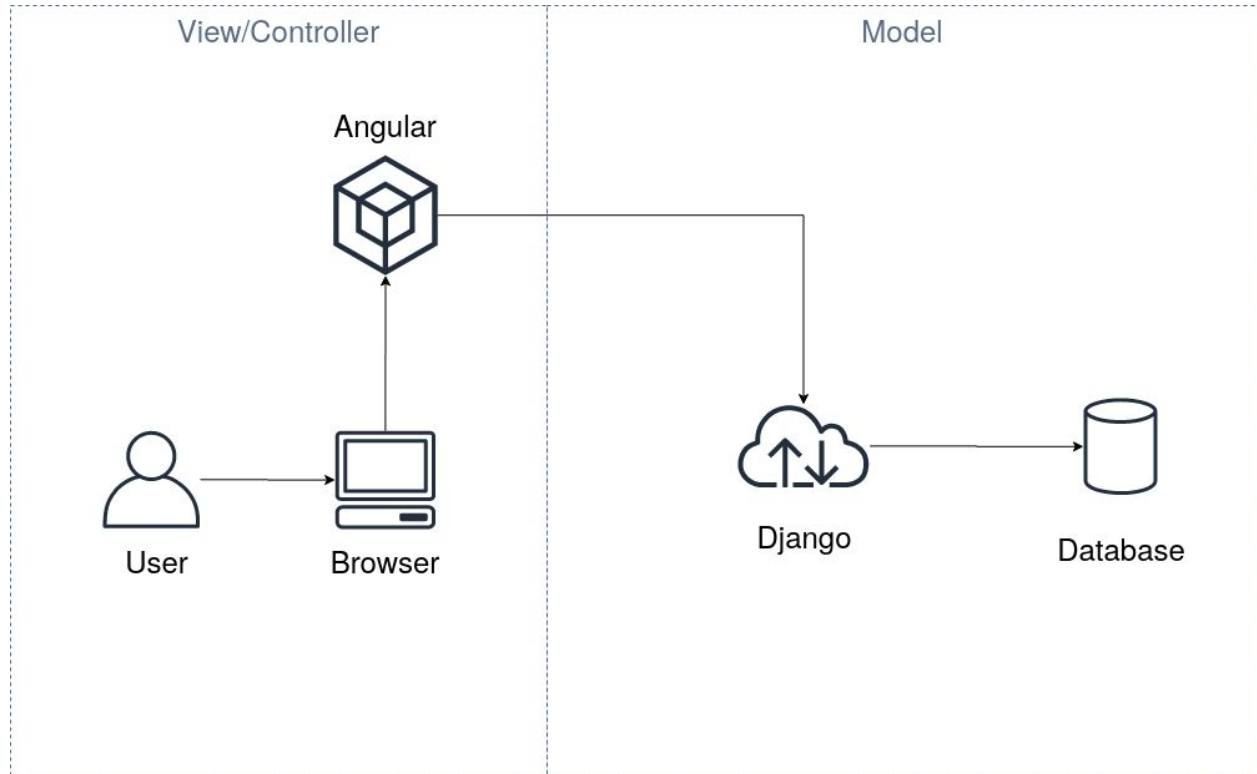 View/Controller
Model
Angular
User
Browser
Django
Database